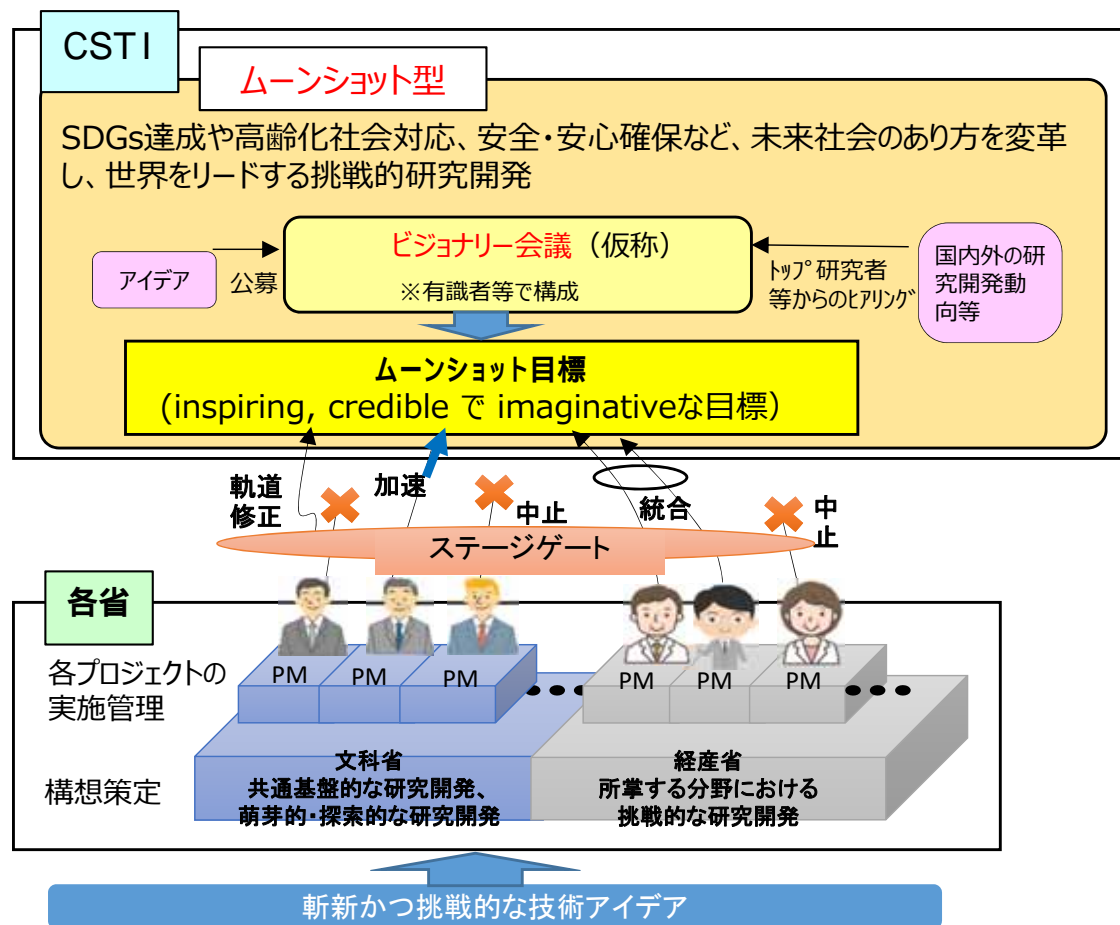 CSTI
ムーンショット型
SDGs達成や高齢化社会対応、安全・安心確保など、未来社会のあり方を変革
し、世界をリードする挑戦的研究開発
アイデア
公募
ビジョナリー会議（仮称）
※有識者等で構成
ﾄｯﾌﾟ研究者
等からのﾋｱﾘﾝｸﾞ
国内外の研
究開発動
向等
ムーンショット目標
(inspiring, credible で imaginativeな目標）
軌道
修正
加速
中止
統合
中
止
ステージゲート
各省
各プロジェクトの
実施管理
PM
PM
PM
PM
PM
PM
構想策定
文科省
共通基盤的な研究開発、
萌芽的・探索的な研究開発
経産省
所掌する分野における
挑戦的な研究開発
斬新かつ挑戦的な技術アイデア